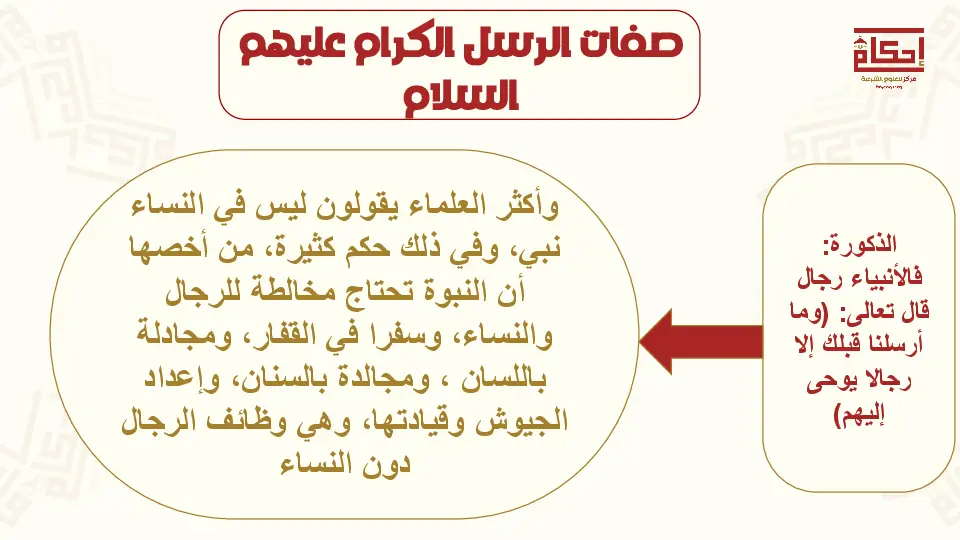 صفات الرسل الكرام عليهم
السلام
إحكام
مركز للعلوم الشرعية
الذكورة:
فالأنبياء رجال
قال تعالى: (وما
أرسلنا قبلك إلا
رجالا يوحى
إليهم)
وأكثر العلماء يقولون ليس في النساء
نبي، وفي ذلك حكم كثيرة، من أخصها
أن النبوة تحتاج مخالطة للرجال
والنساء، وسفرا في القفار، ومجادلة
باللسان ، ومجالدة بالسنان، وإعداد
الجيوش وقيادتها، وهي وظائف الرجال
دون النساء